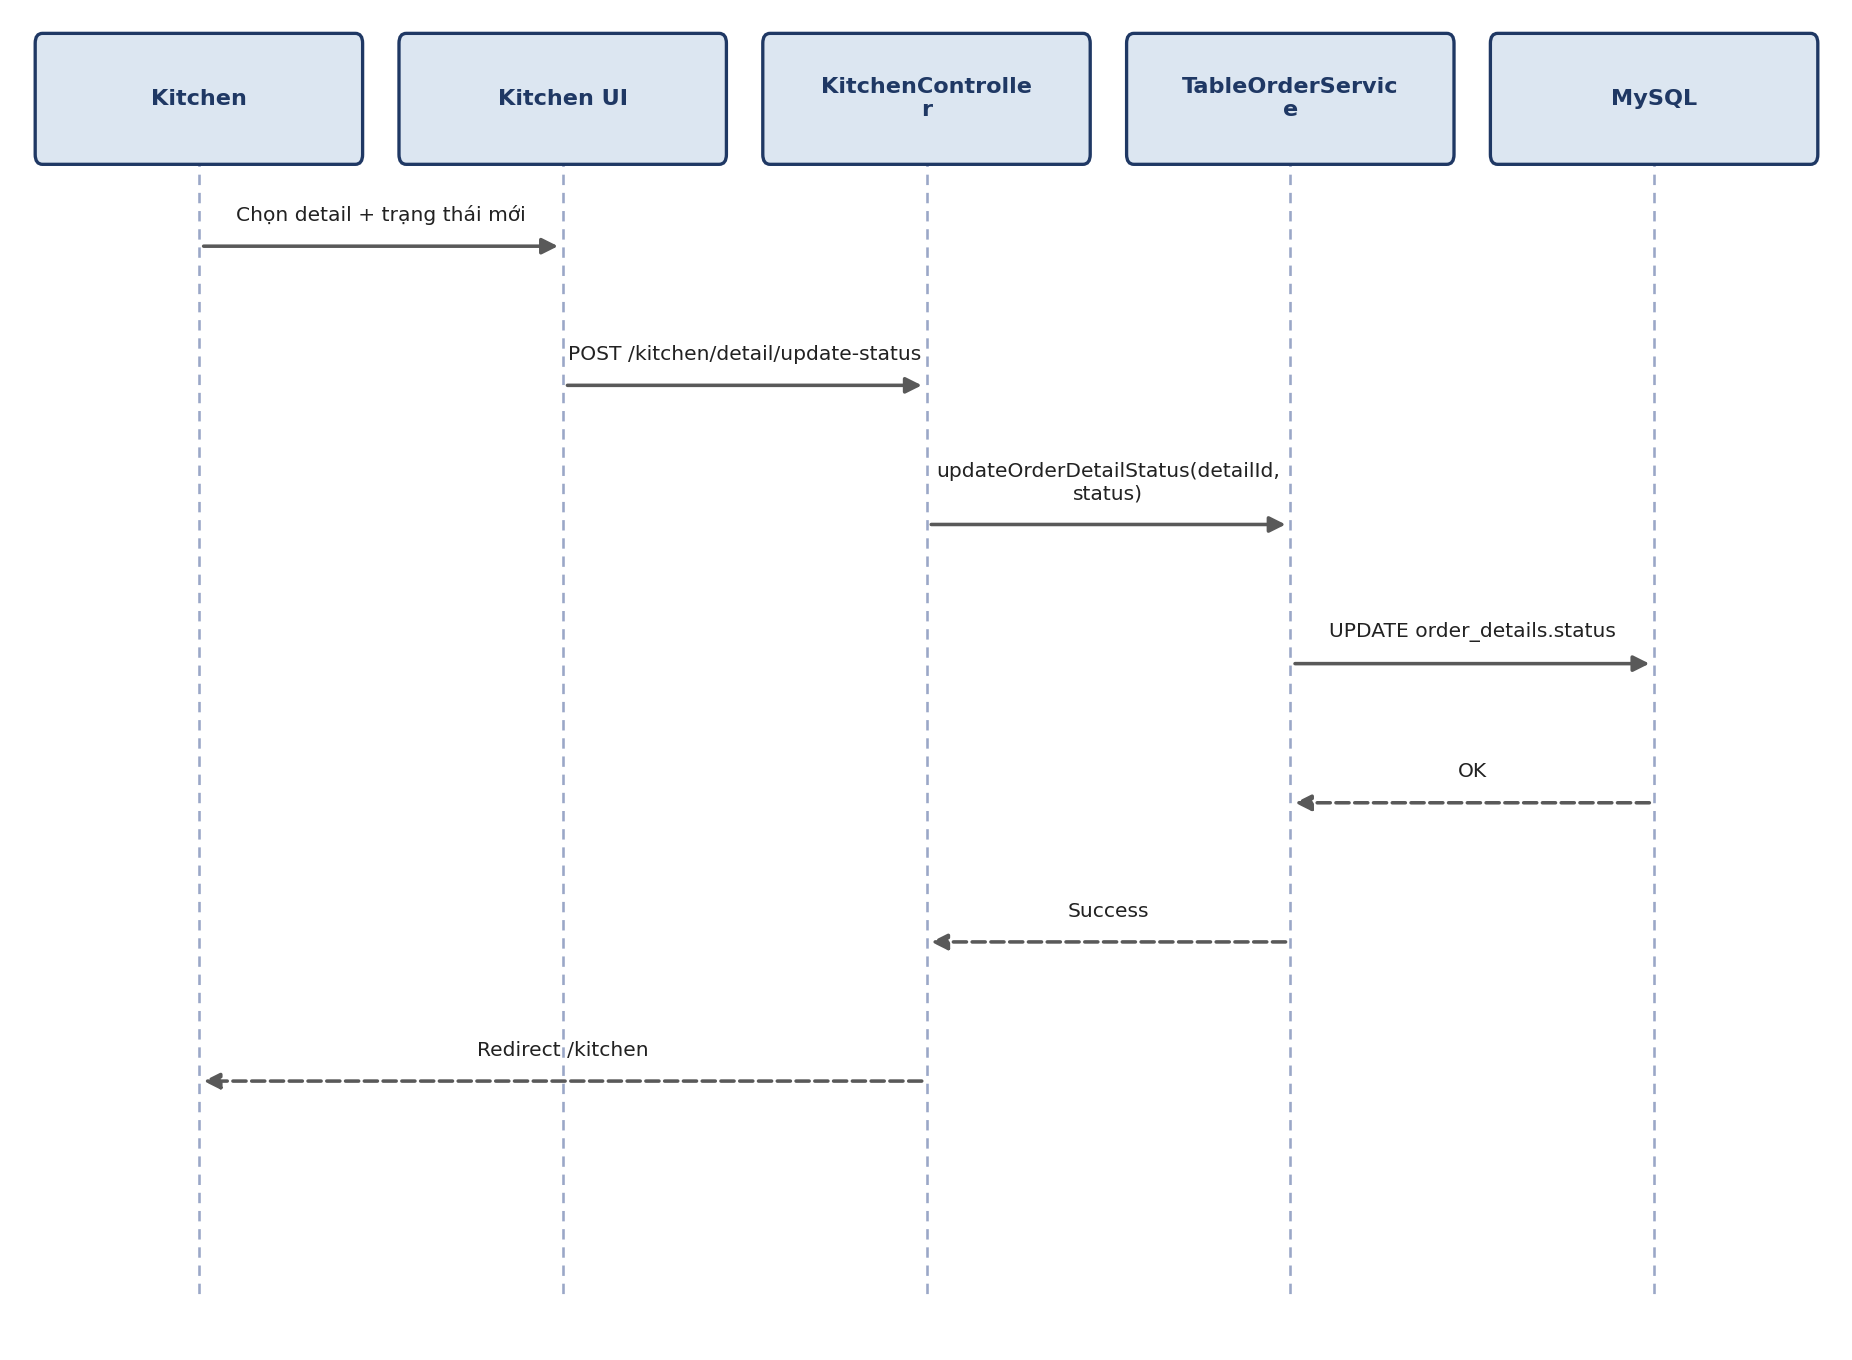 Kitchen
Kitchen UI
KitchenControlle
r
TableOrderServic
e
MySQL
Chọn detail + trạng thái mới
POST /kitchen/detail/update-status
updateOrderDetailStatus(detailId,
status)
UPDATE order_details.status
OK
Success
Redirect /kitchen